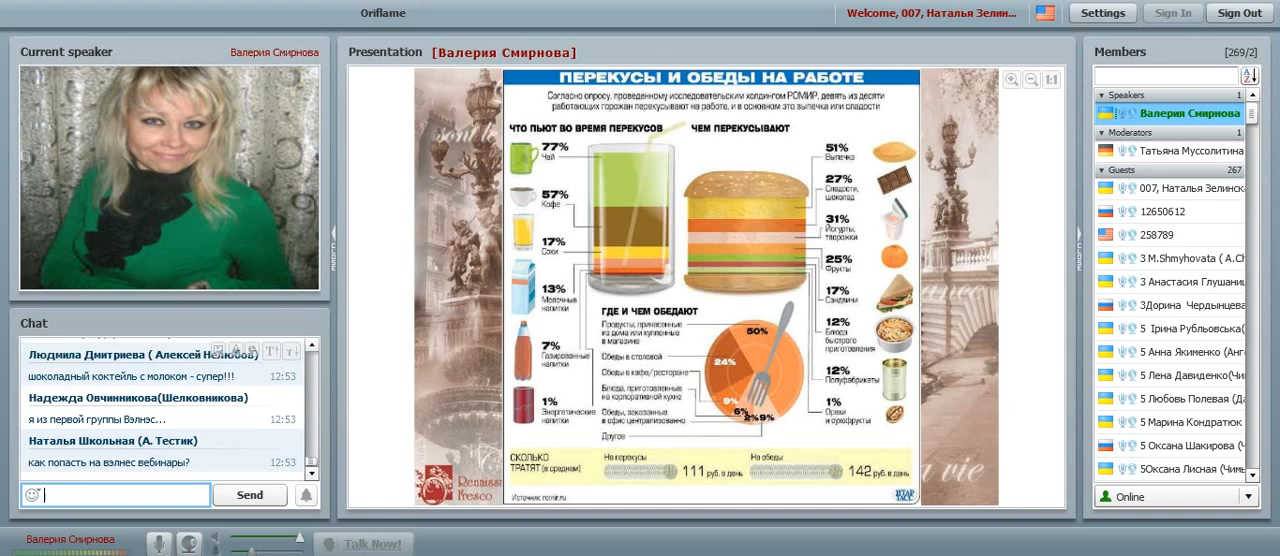 Oriflame
Welcome, 007, Наталья Зелин...
Settings
Sign In
Sign Out
Current speaker
Валерия Смирнова
Presentation
[Валерия Смирнова]
ПЕРЕКУСЫ И ОБЕДЫ НА РАБОТЕ
Согласно опросу, проведенному исследовательским холдингом РОМИР, девять из десяти
работающих горожан перекусывают на работе, и в основном это выпечка или сладости
ЧТО ПЬЮТ ВО ВРЕМЯ ПЕРЕКУСОВ
77%
Чай
57%
Кофе
17%
Соки
13%
Молочные
напитки
7%
Газированные
напитки
1%
Энергетические
напитки
ЧЕМ ПЕРЕКУСЫВАЮТ
51%
Выпечка
27%
Сладости,
шоколад
31%
Йогурты,
творожки
25%
Фрукты
17%
Сэндвичи
12%
Блюда
быстрого
приготовления
12%
Полуфабрикаты
1%
Орехи
и сухофрукты
ГДЕ И ЧЕМ ОБЕДАЮТ
Продукты, принесенные
из дома или купленные
в магазине
50%
Обеды в столовой
24%
Обеды в кафе/ресторане
9%
Блюда, приготовленные
на корпоративной кухне
6%
Обеды, заказанные
в офис централизованно
2%
Другое
9%
СКОЛЬКО
ТРАТЯТ (в среднем)
На перекусы
111 руб. в день
На обеды
142 руб. в день
Источник: romir.ru
ИТАР
ТАСС
Renaiss
Fresco
a vie
1:1
Chat
Людмила Дмитриева ( Алексей Нелюбов)
шоколадный коктейль с молоком - супер!!!
12:53
Надежда Овчинникова(Шелковникова)
я из первой группы Вэлнэс...
12:53
Наталья Школьная (А. Тестик)
как попасть на вэлнес вебинары?
12:53
Send
Members
[269/2]
Speakers
1
Валерия Смирнова
Moderators
1
Татьяна Муссолитина
Guests
267
007, Наталья Зелинска
12650612
258789
3 M.Shmyhovata ( A.Ch
3 Анастасия Глушаниц
3Дорина Чердынцева
5 Ірина Рубльовська(
5 Анна Якименко (Анг
5 Лена Давиденко(Чи
5 Любовь Полевая (Да
5 Марина Кондратюк
5 Оксана Шакирова (Ч
5Оксана Лисная (Чимь
Online
Валерия Смирнова
Talk Now!